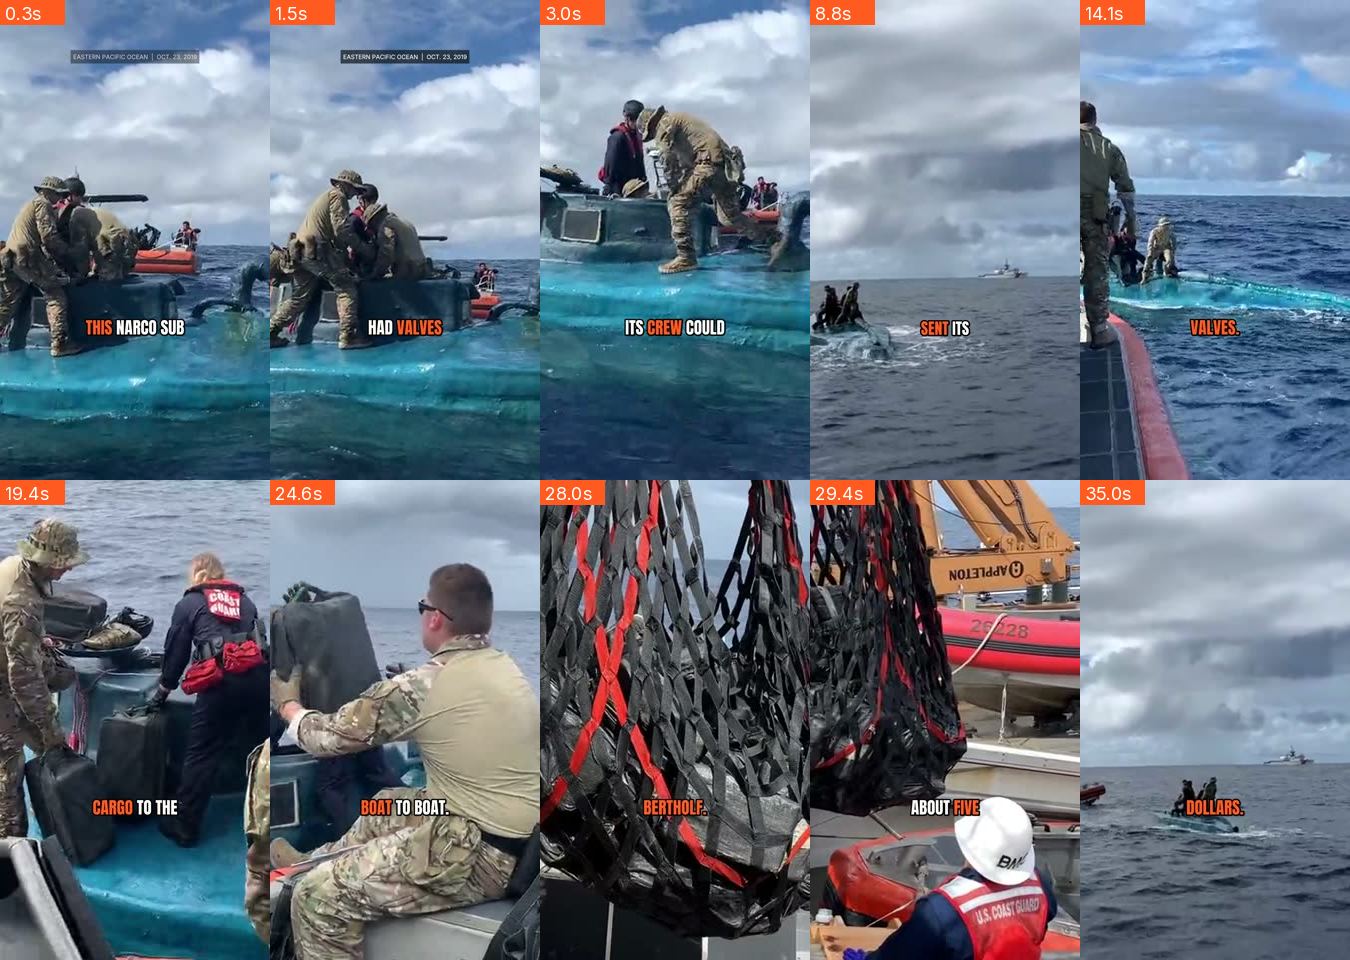 0.3s
EASTERN PACIFIC OCEAN | OCT. 23, 2019
THIS NARCO SUB
1.5s
EASTERN PACIFIC OCEAN | OCT. 23, 2019
HAD VALVES
3.0s
ITS CREW COULD
8.8s
SENT ITS
14.1s
VALVES.
19.4s
COAST
GUARD
CARGO TO THE
24.6s
BOAT TO BOAT.
28.0s
BERTHOLF.
29.4s
APPLETON
26228
ABOUT FIVE
U.S. COAST GUARD
35.0s
DOLLARS.